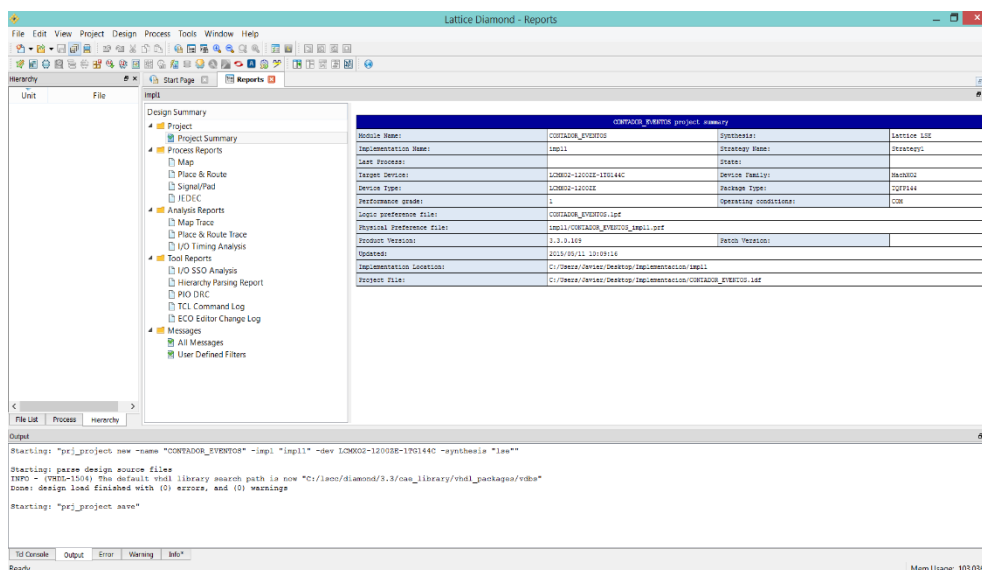 Lattice Diamond - Reports
File Edit View Project Design Process Tools Window Help
Hierarchy
Start Page Reports
Unit File
impl1
Design Summary
Project
Project Summary
Process Reports
Map
Place & Route
Signal/Pad
JEDEC
Analysis Reports
Map Trace
Place & Route Trace
I/O Timing Analysis
Tool Reports
I/O SSO Analysis
Hierarchy Parsing Report
PIO DRC
TCL Command Log
ECO Editor Change Log
Messages
All Messages
User Defined Filters
CONTADOR_EVENTOS project summary
Module Name: CONTADOR_EVENTOS Synthesis: Lattice LSE
Implementation Name: impl1 Strategy Name: Strategy1
Last Process: State:
Target Device: LCMXO2-1200ZE-1TG144C Device Family: MachXO2
Device Type: LCMXO2-1200ZE Package Type: TQFP144
Performance grade: 1 Operating conditions: COM
Logic preference file: CONTADOR_EVENTOS.lpf
Physical Preference file: impl1/CONTADOR_EVENTOS_impl1.prf
Product Version: 3.3.0.109 Patch Version:
Updated: 2015/05/11 10:09:16
Implementation Location: C:/Users/Javier/Desktop/Implementacion/impl1
Project File: C:/Users/Javier/Desktop/Implementacion/CONTADOR_EVENTOS.ldf
File List Process Hierarchy
Output
Starting: "prj_project new -name "CONTADOR_EVENTOS" -impl "impl1" -dev LCMXO2-1200ZE-1TG144C -synthesis "lse""
Starting: parse design source files
INFO - (VHDL-1504) The default vhdl library search path is now "C:/lscc/diamond/3.3/cae_library/vhdl_packages/vdbs"
Done: design load finished with (0) errors, and (0) warnings
Starting: "prj_project save"
Tcl Console Output Error Warning Info*
Ready
Mem Usage: